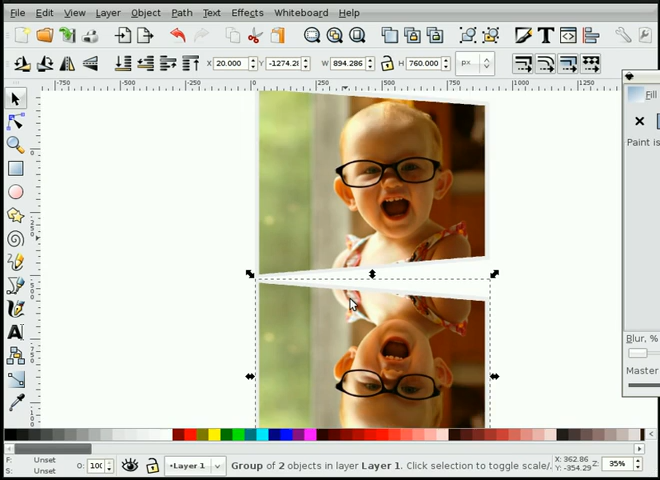 File Edit View Layer Object Path Text Effects Whiteboard Help
X 20.000 Y -1274.2 W 894.286 H 760.000 px
-750 -500 -250 0 250 500 750 1000 1250
Fill
Paint is
Blur, %
Master
F: Unset
S: Unset
O: 100
•Layer 1
Group of 2 objects in layer Layer 1. Click selection to toggle scale/.
X: 362.86
Y: -354.29
Z: 35%